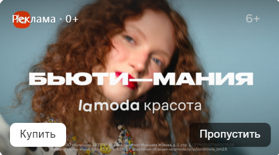 Реклама · 0+
6+
БЬЮТИ—МАНИЯ
lamoda красота
Купить
Пропустить